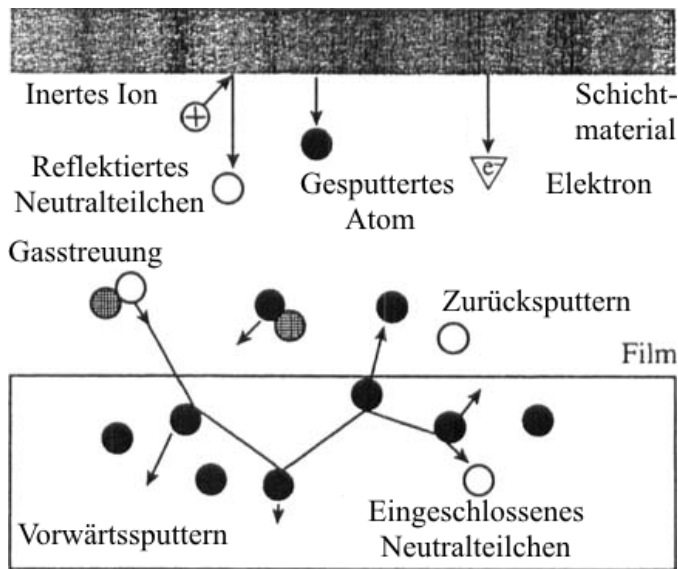 Inertes Ion
Schicht-
material
Reflektiertes
Neutralteilchen
Gesputtertes
Atom
e-
Elektron
Gasstreuung
Zurücksputtern
Film
Vorwärtssputtern
Eingeschlossenes
Neutralteilchen